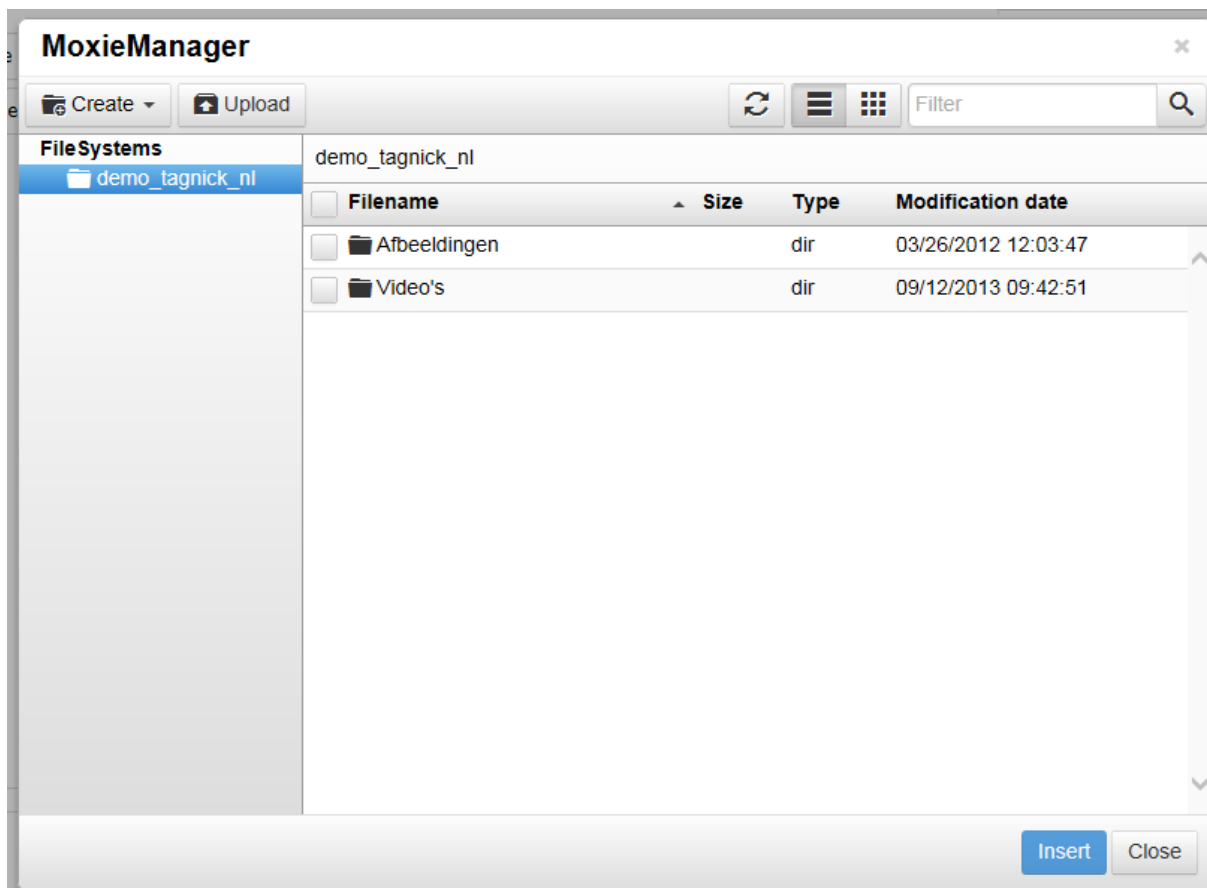 MoxieManager
Create Upload Filter
FileSystems
demo_tagnick_nl
demo_tagnick_nl
Filename Size Type Modification date
Afbeeldingen dir 03/26/2012 12:03:47
Video's dir 09/12/2013 09:42:51
Insert Close